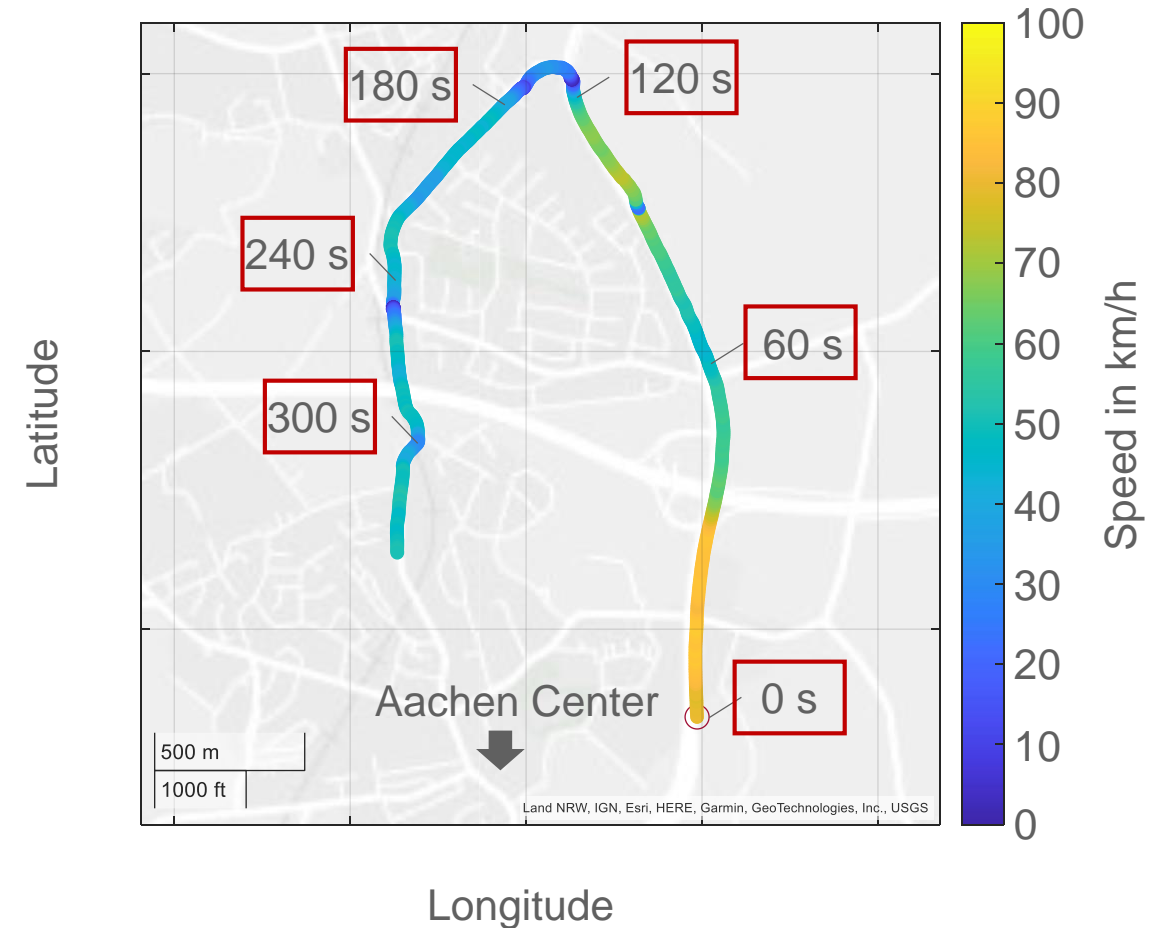 100
90
80
70
60
50
40
30
20
10
0
Speed in km/h
180 s
120 s
240 s
60 s
300 s
0 s
Aachen Center
500 m
1000 ft
Land NRW, IGN, Esri, HERE, Garmin, GeoTechnologies, Inc., USGS
Latitude
Longitude